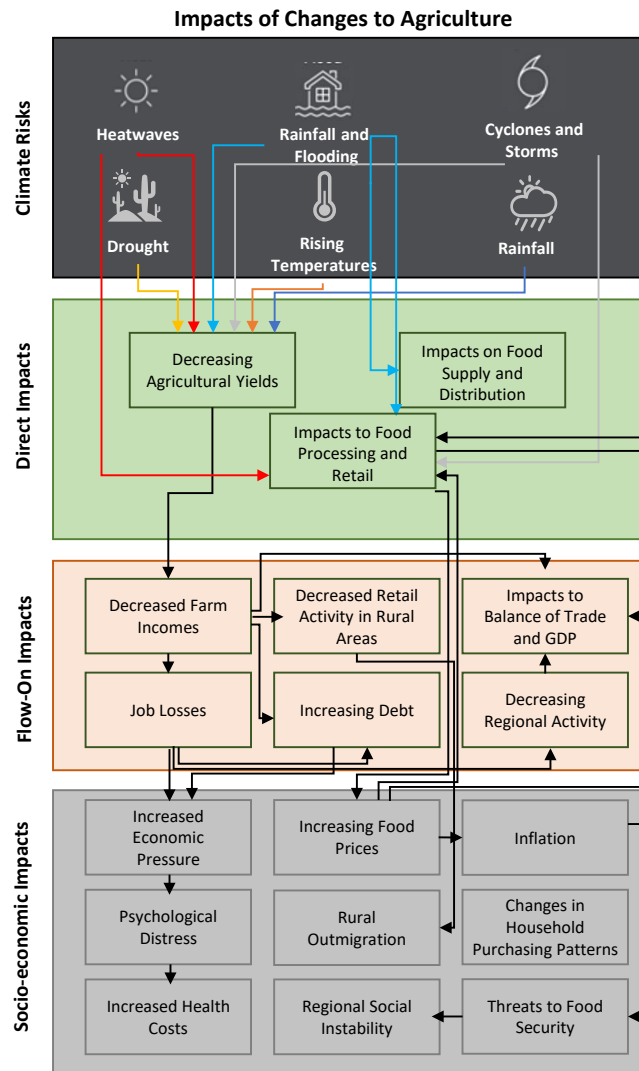 Impacts of Changes to Agriculture
Climate Risks
Heatwaves
Rainfall and
Flooding
Cyclones and
Storms
Drought
Rising
Temperatures
Rainfall
Direct Impacts
Decreasing
Agricultural Yields
Impacts on Food
Supply and
Distribution
Impacts to Food
Processing and
Retail
Flow-On Impacts
Decreased Farm
Incomes
Decreased Retail
Activity in Rural
Areas
Impacts to
Balance of Trade
and GDP
Job Losses
Increasing Debt
Decreasing
Regional Activity
Socio-economic Impacts
Increased
Economic
Pressure
Increasing Food
Prices
Inflation
Psychological
Distress
Rural
Outmigration
Changes in
Household
Purchasing Patterns
Increased Health
Costs
Regional Social
Instability
Threats to Food
Security